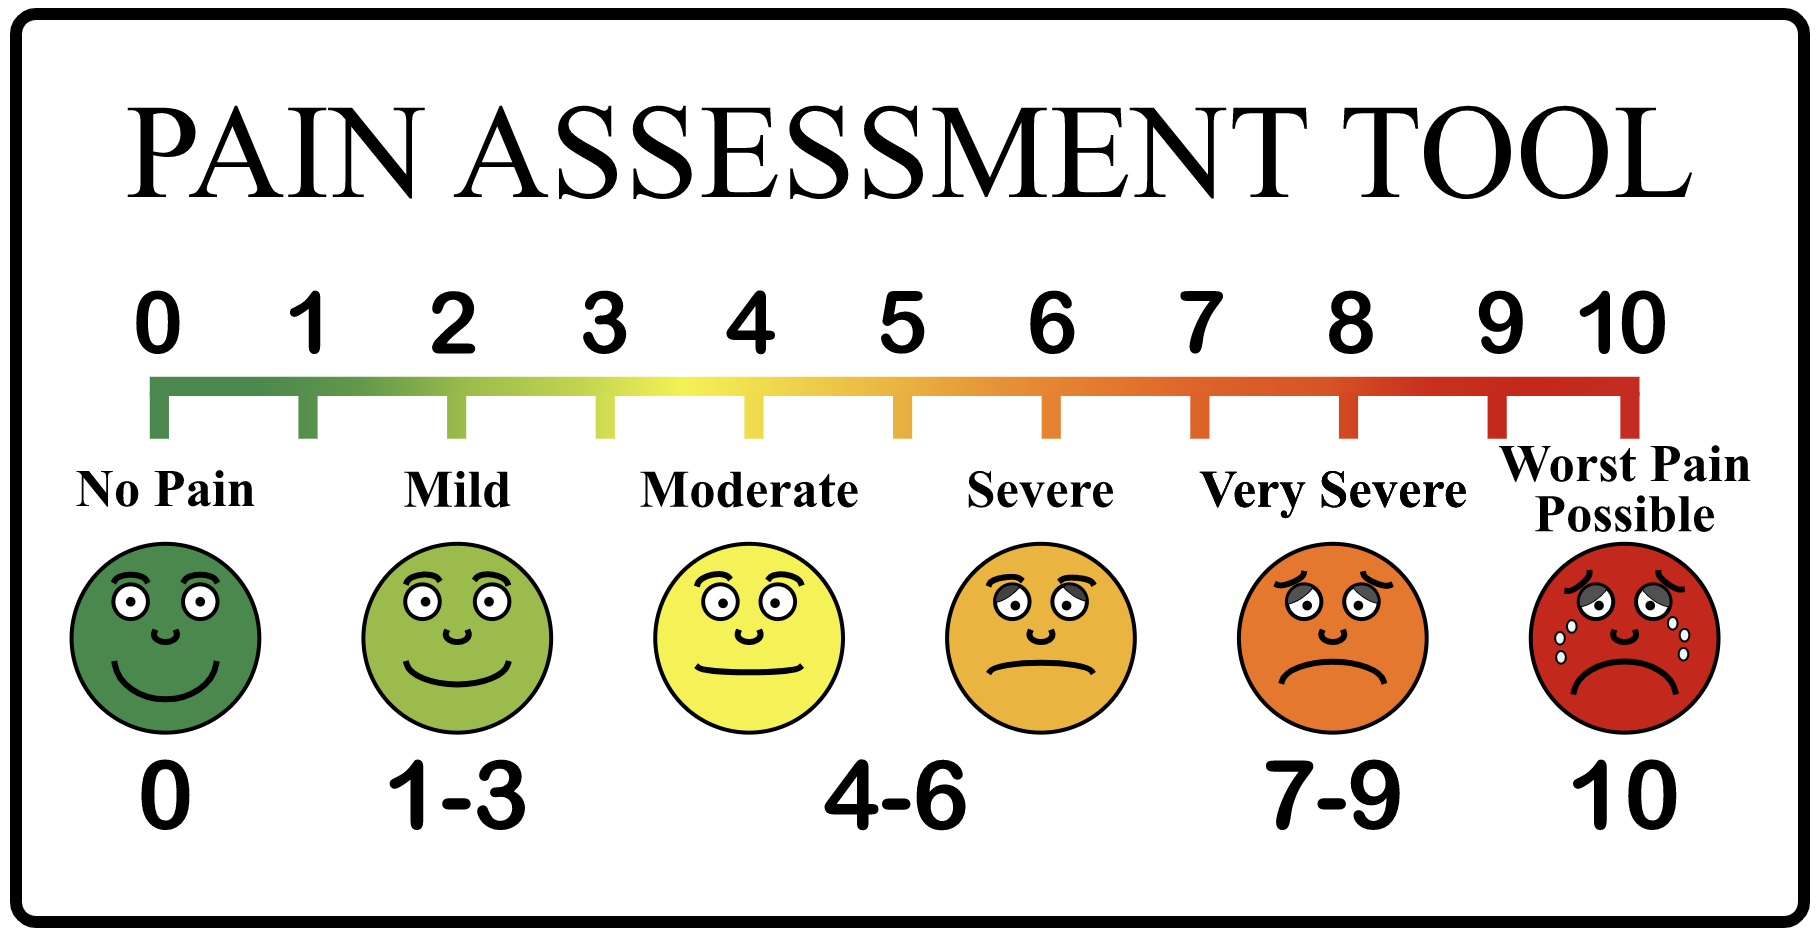 PAIN ASSESSMENT TOOL
0 1 2 3 4 5 6 7 8 9 10
No Pain Mild Moderate Severe Very Severe Worst Pain
Possible
0 1-3 4-6 7-9 10